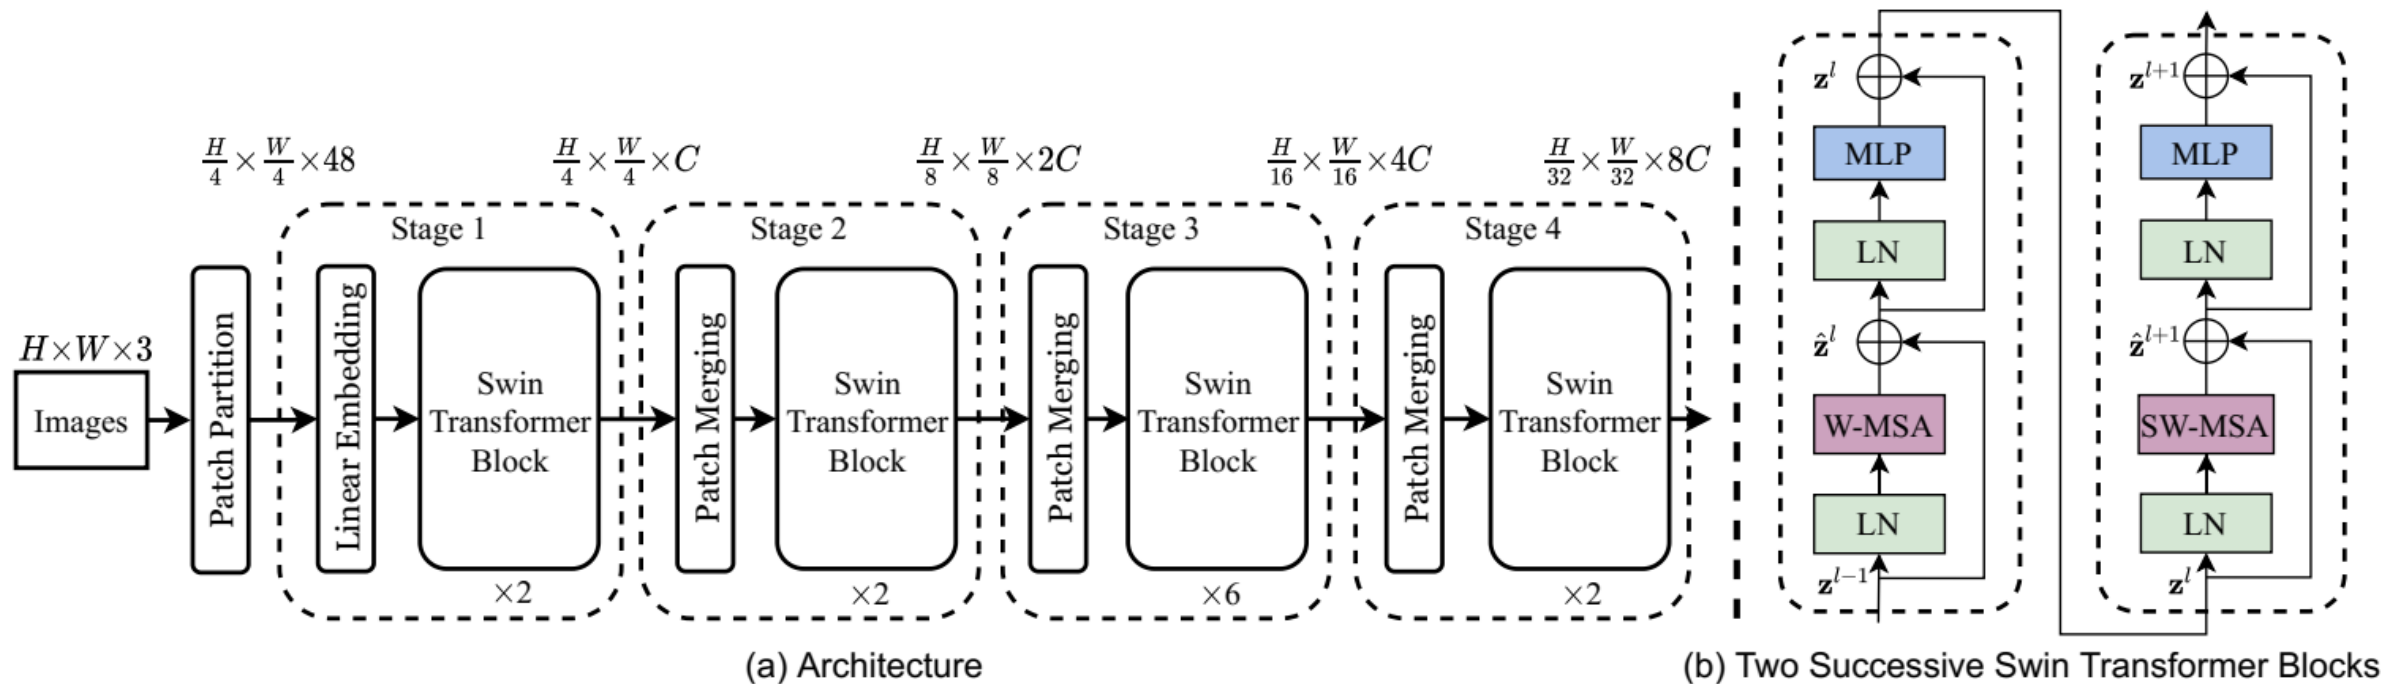 H/4 × W/4 × 48
H/4 × W/4 × C
H/8 × W/8 × 2C
H/16 × W/16 × 4C
H/32 × W/32 × 8C
H×W×3
Images
Patch Partition
Stage 1
Linear Embedding
Swin
Transformer
Block
×2
Stage 2
Patch Merging
Swin
Transformer
Block
×2
Stage 3
Patch Merging
Swin
Transformer
Block
×6
Stage 4
Patch Merging
Swin
Transformer
Block
×2
(a) Architecture
z^l
MLP
LN
ẑ^l
W-MSA
LN
z^{l−1}
z^{l+1}
MLP
LN
ẑ^{l+1}
SW-MSA
LN
z^l
(b) Two Successive Swin Transformer Blocks